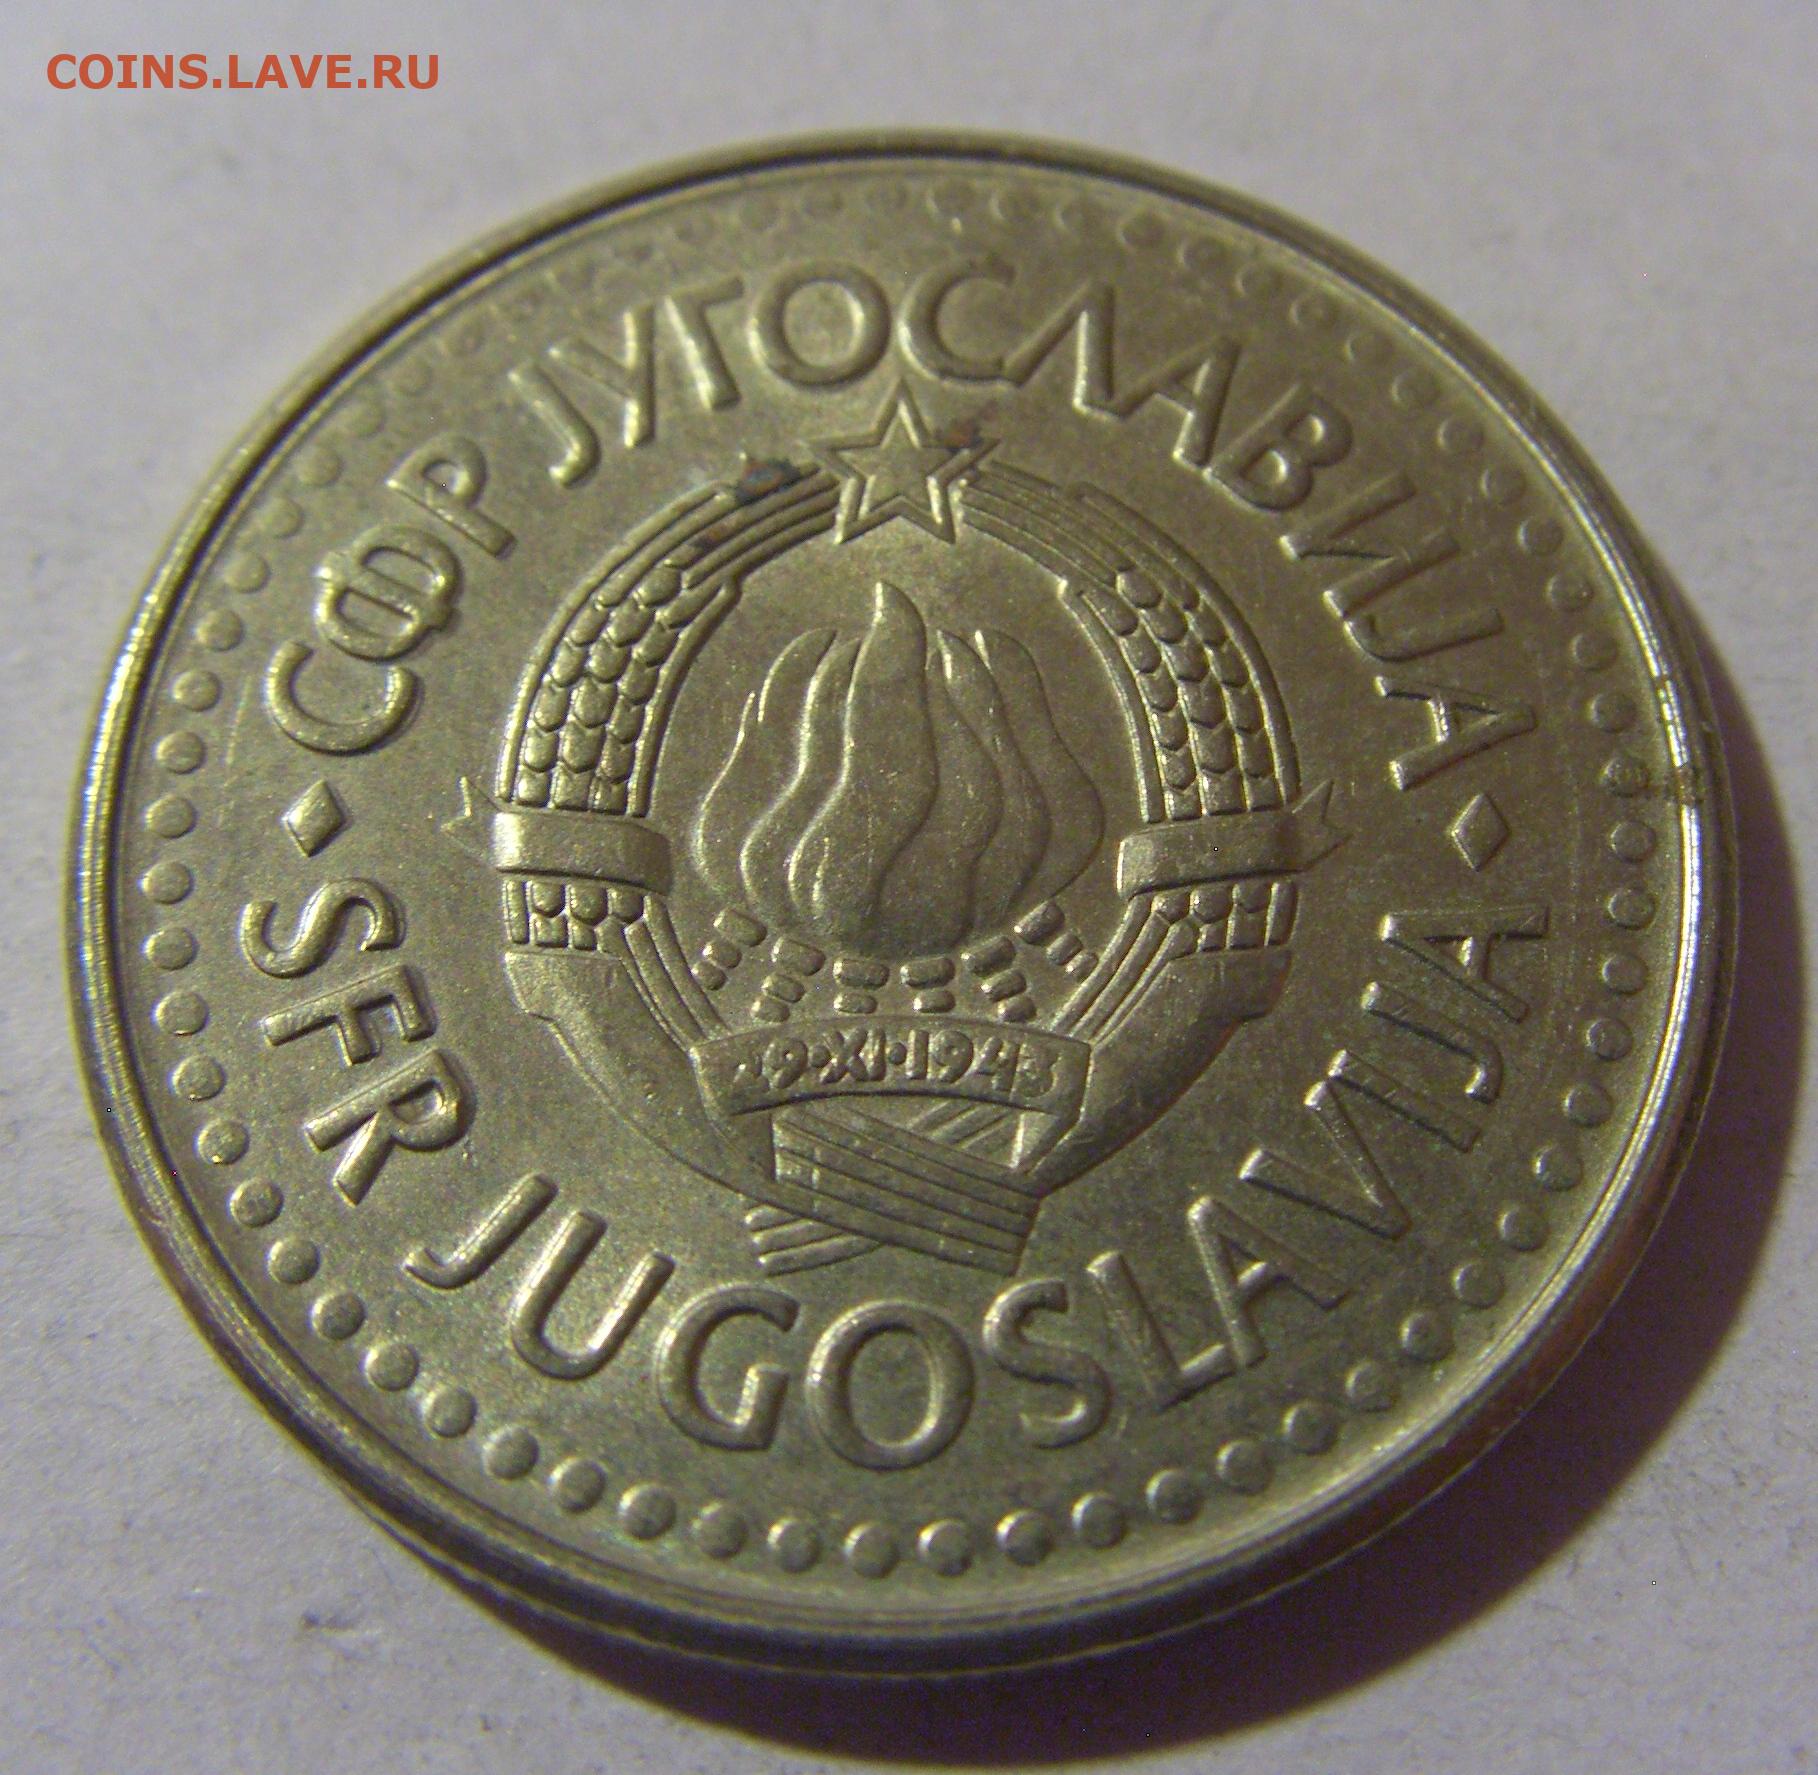 COINS.LAVE.RU
СФР ЈУГОСЛАВИЈА
29·XI·1943
SFR JUGOSLAVIJA